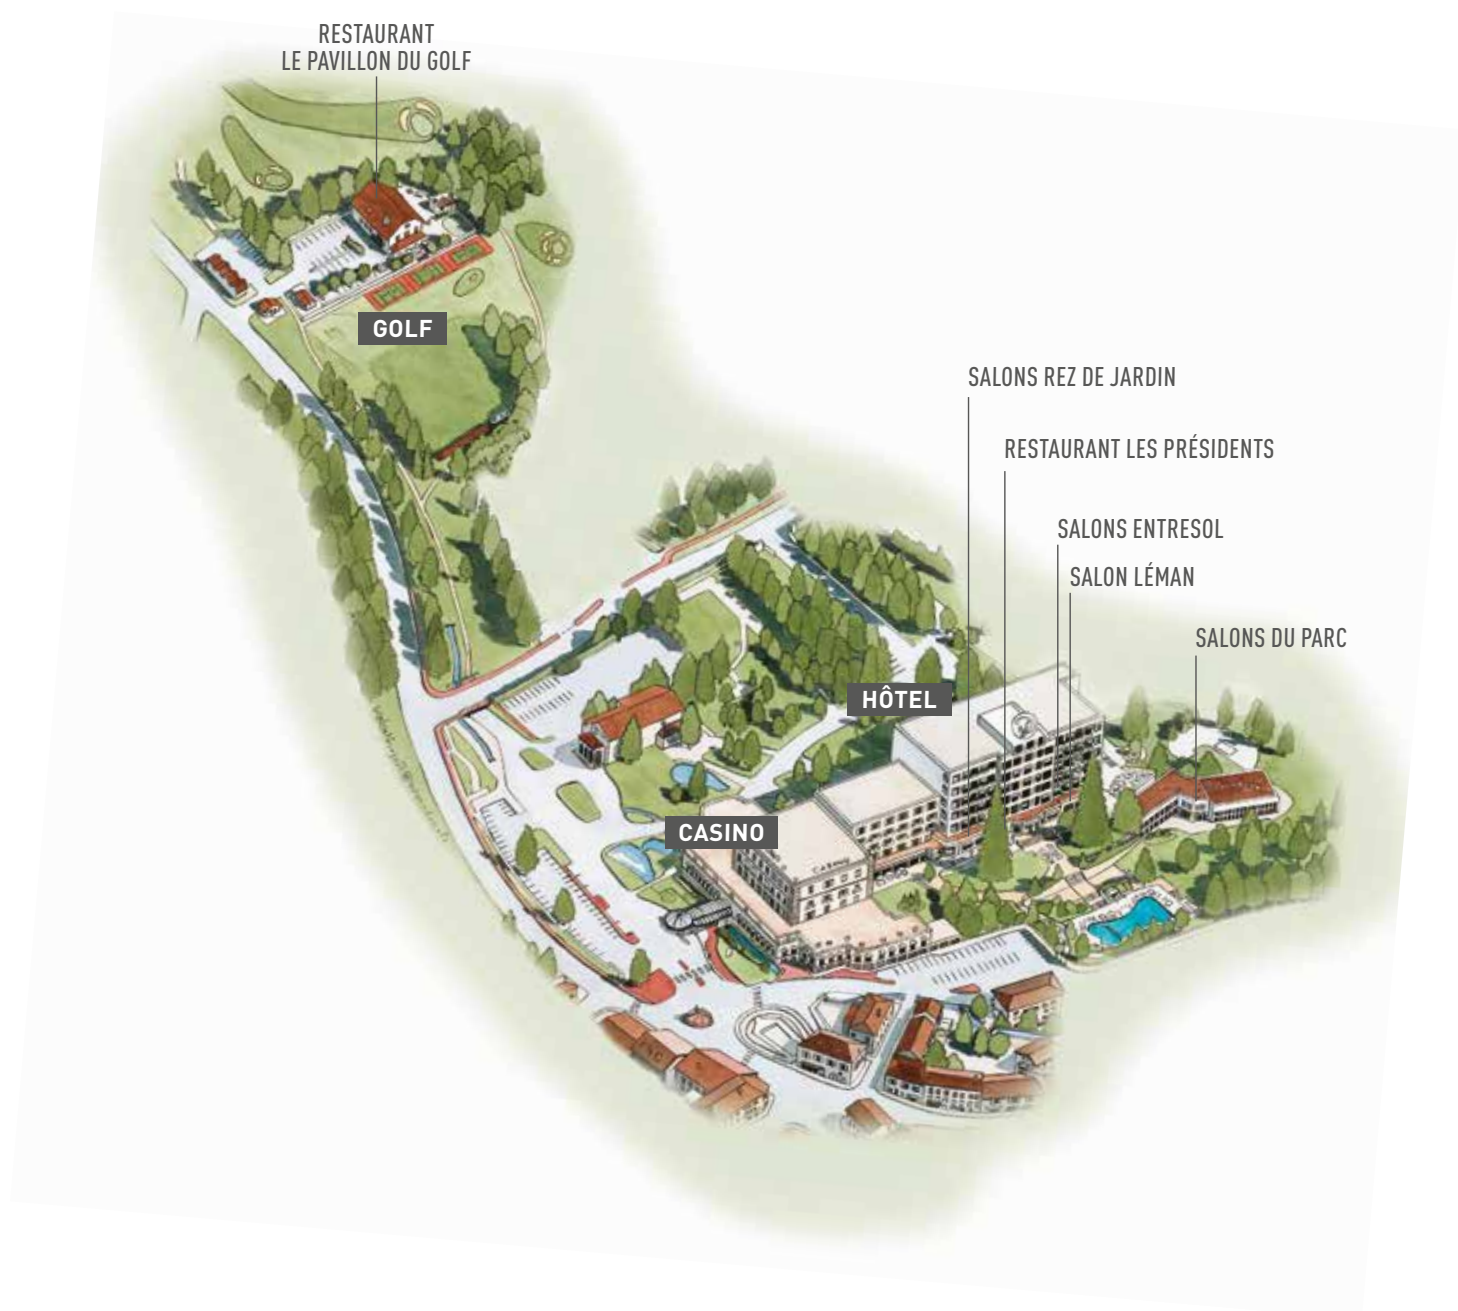 RESTAURANT
LE PAVILLON DU GOLF
GOLF
SALONS REZ DE JARDIN
RESTAURANT LES PRÉSIDENTS
SALONS ENTRESOL
SALON LÉMAN
SALONS DU PARC
HÔTEL
CASINO
CASINO